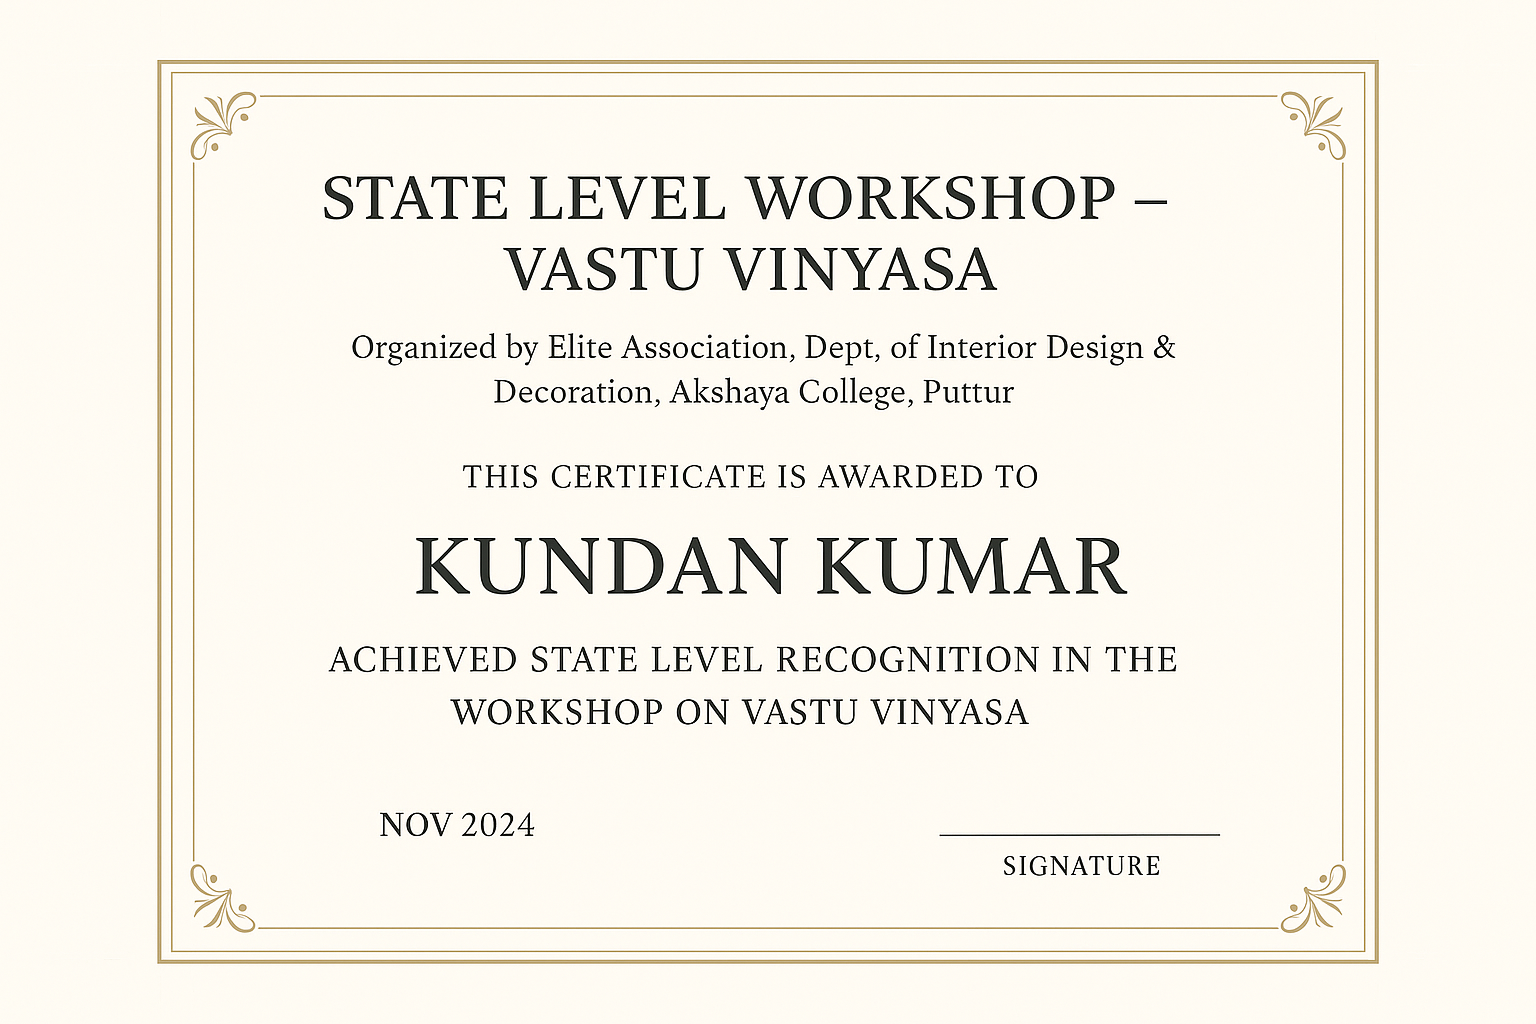 STATE LEVEL WORKSHOP –
VASTU VINYASA
Organized by Elite Association, Dept, of Interior Design &
Decoration, Akshaya College, Puttur
THIS CERTIFICATE IS AWARDED TO
KUNDAN KUMAR
ACHIEVED STATE LEVEL RECOGNITION IN THE
WORKSHOP ON VASTU VINYASA
NOV 2024
SIGNATURE